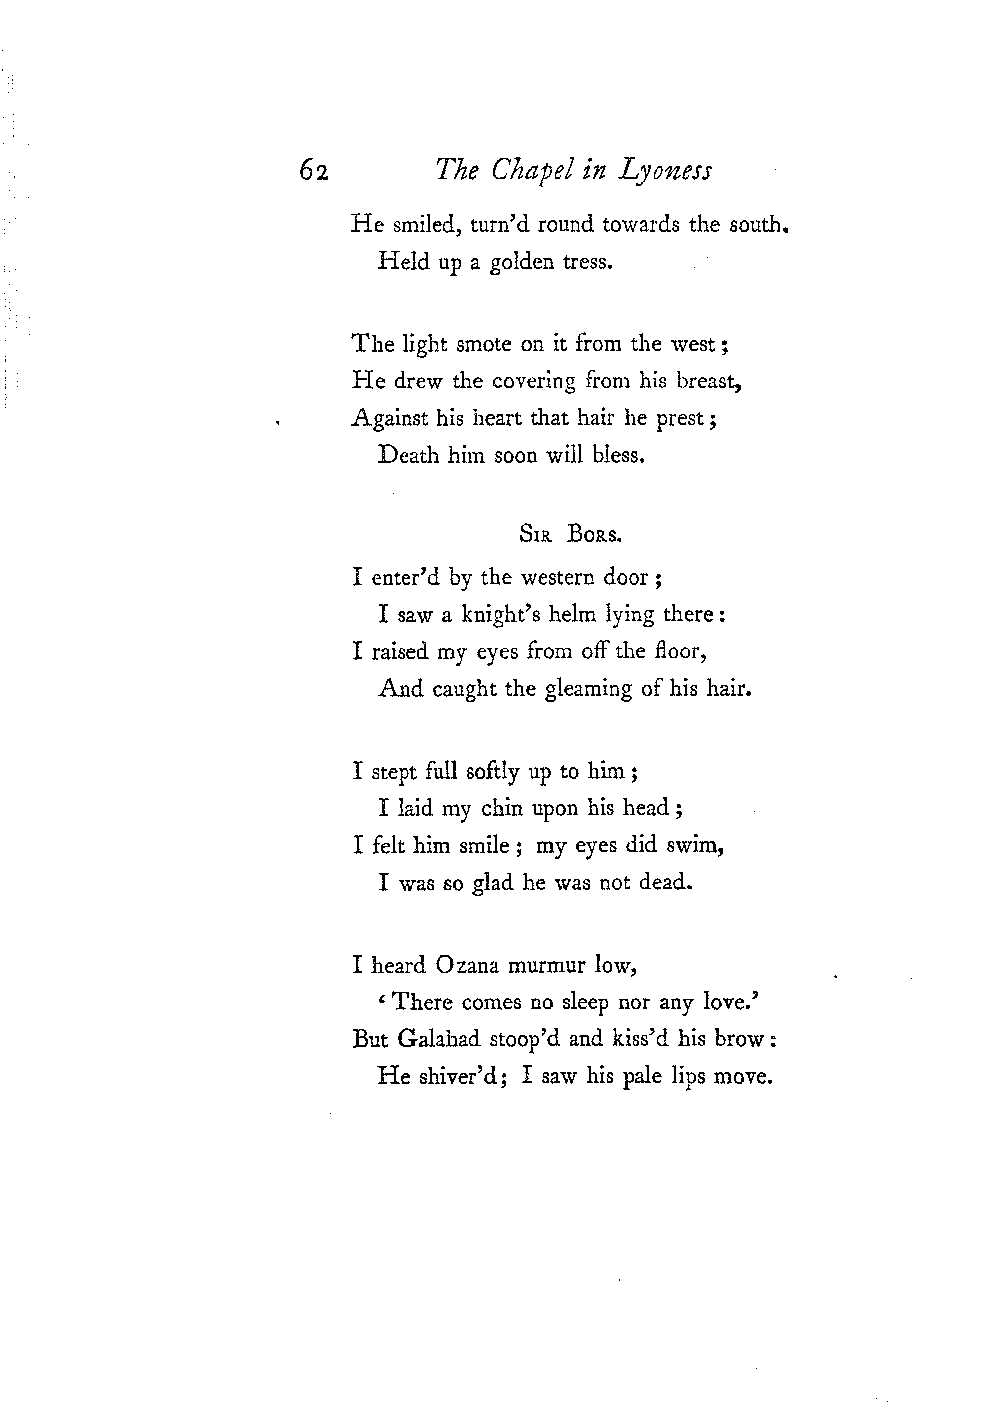 62 The Chapel in Lyoness
He smiled, turn'd round towards the south.
Held up a golden tress.
The light smote on it from the west ;
He drew the covering from his breast,
Against his heart that hair he prest ;
Death him soon will bless.
SIR BORS.
I enter'd by the western door ;
I saw a knight's helm lying there :
I raised my eyes from off the floor,
And caught the gleaming of his hair.
I stept full softly up to him ;
I laid my chin upon his head ;
I felt him smile ; my eyes did swim,
I was so glad he was not dead.
I heard Ozana murmur low,
‘ There comes no sleep nor any love.’
But Galahad stoop'd and kiss'd his brow :
He shiver'd ; I saw his pale lips move.